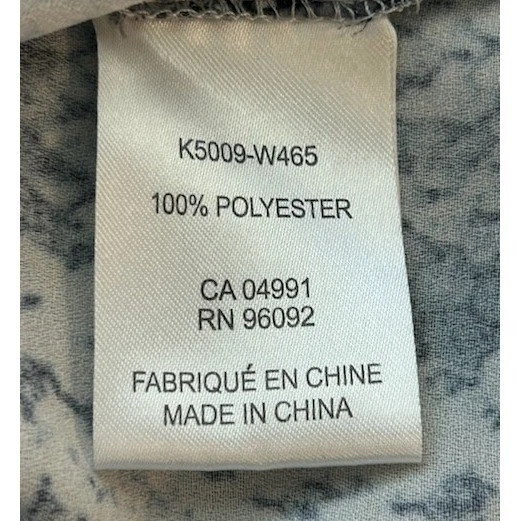 K5009-W465
100% POLYESTER
CA 04991
RN 96092
FABRIQUÉ EN CHINE
MADE IN CHINA